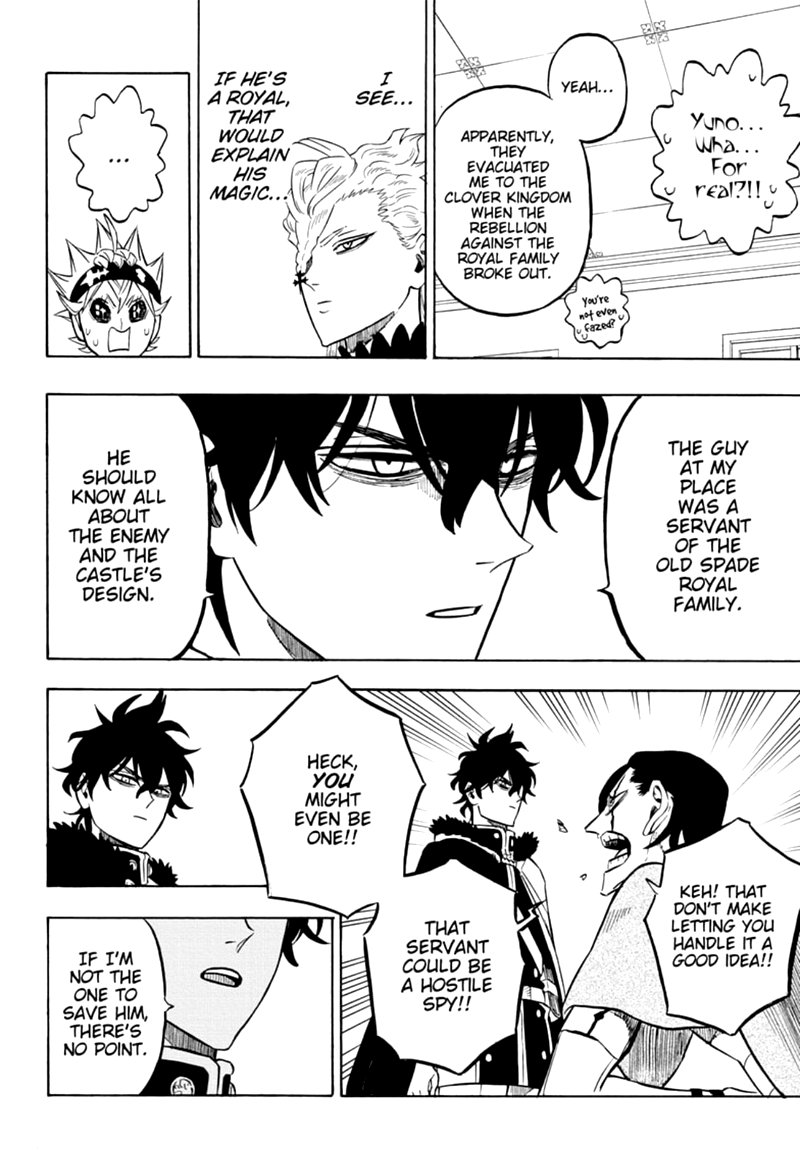 Yuno...
Wha...
For
real?!!
YEAH...
APPARENTLY,
THEY
EVACUATED
ME TO THE
CLOVER KINGDOM
WHEN THE
REBELLION
AGAINST THE
ROYAL FAMILY
BROKE OUT.
You're
not even
fazed?
I
SEE...
IF HE'S
A ROYAL,
THAT
WOULD
EXPLAIN
HIS
MAGIC...
...
THE GUY
AT MY
PLACE
WAS A
SERVANT
OF THE
OLD SPADE
ROYAL
FAMILY.
HE
SHOULD
KNOW ALL
ABOUT
THE ENEMY
AND THE
CASTLE'S
DESIGN.
KEH! THAT
DON'T MAKE
LETTING YOU
HANDLE IT A
GOOD IDEA!!
THAT
SERVANT
COULD BE
A HOSTILE
SPY!!
HECK,
YOU
MIGHT
EVEN BE
ONE!!
IF I'M
NOT THE
ONE TO
SAVE HIM,
THERE'S
NO POINT.